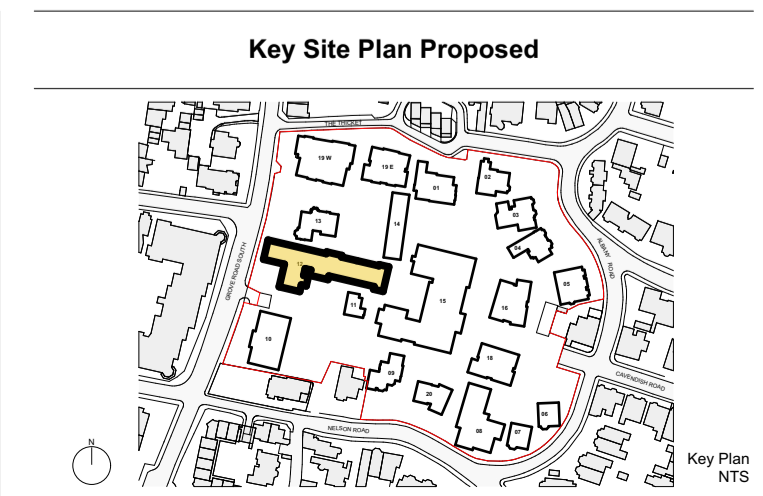 Key Site Plan Proposed
THE THICKET
19 W
19 E
01
02
03
04
05
13
14
12
GROVE ROAD SOUTH
ALBANY ROAD
11
15
16
10
18
09
20
08
07
06
CAVENDISH ROAD
NELSON ROAD
N
Key Plan
NTS